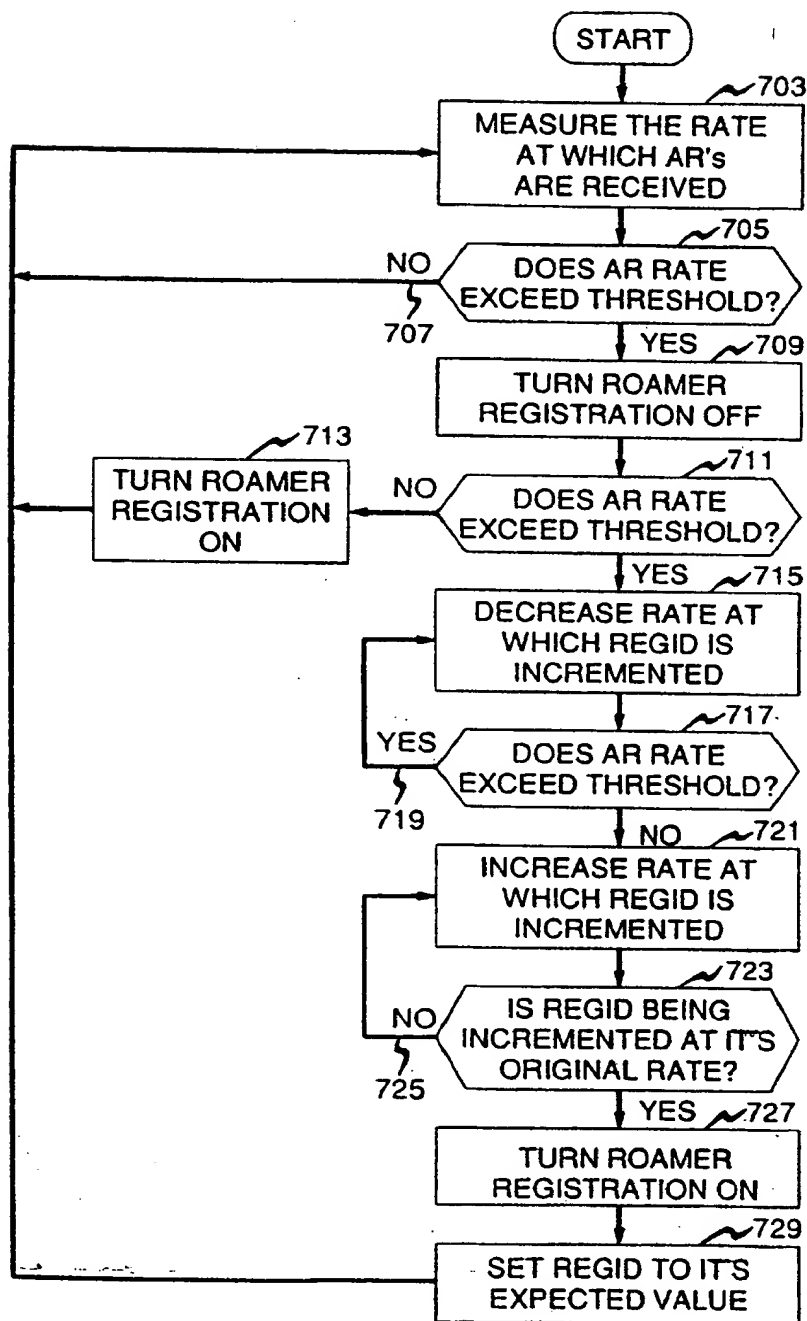 START
703
MEASURE THE RATE
AT WHICH AR's
ARE RECEIVED
705
NO
DOES AR RATE
EXCEED THRESHOLD?
707
YES
709
TURN ROAMER
REGISTRATION OFF
713
711
TURN ROAMER
REGISTRATION
ON
NO
DOES AR RATE
EXCEED THRESHOLD?
YES
715
DECREASE RATE AT
WHICH REGID IS
INCREMENTED
717
YES
DOES AR RATE
EXCEED THRESHOLD?
719
NO
721
INCREASE RATE AT
WHICH REGID IS
INCREMENTED
723
NO
IS REGID BEING
INCREMENTED AT IT'S
ORIGINAL RATE?
725
YES
727
TURN ROAMER
REGISTRATION ON
729
SET REGID TO IT'S
EXPECTED VALUE